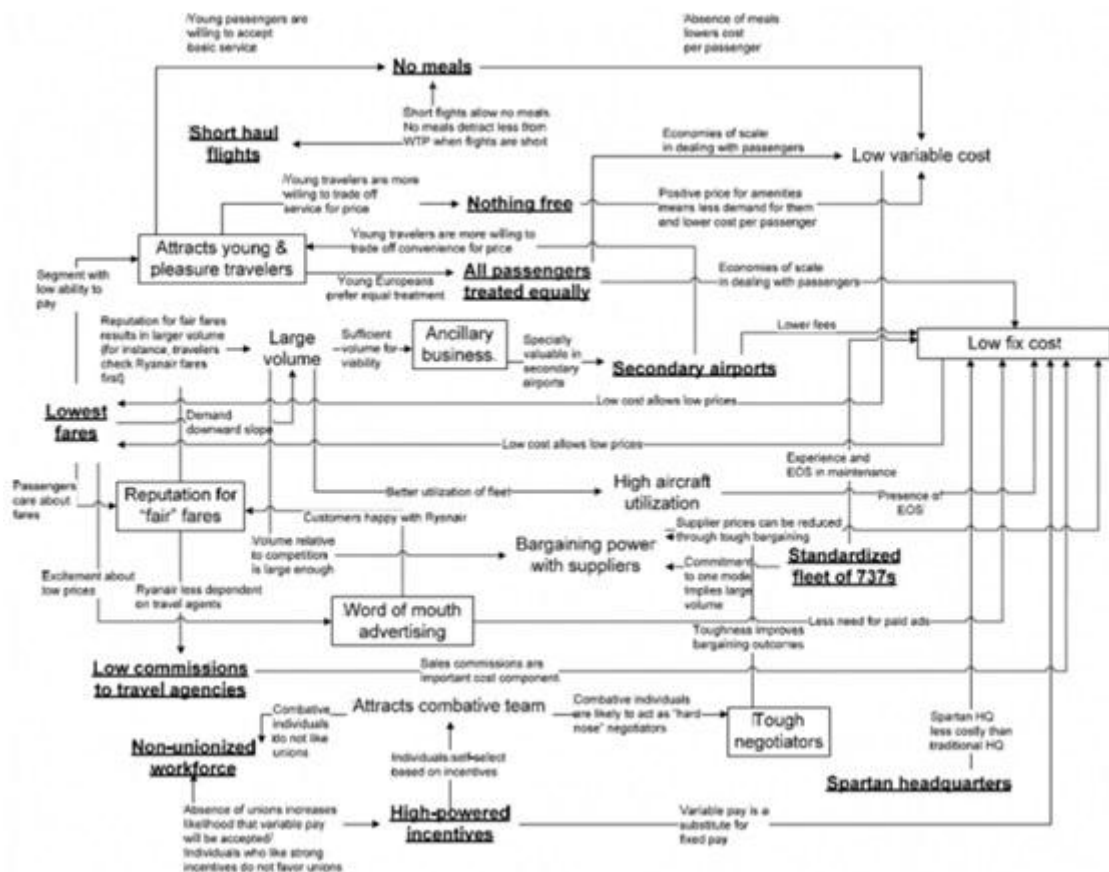 Young passengers are
willing to accept
basic service
Absence of meals
lowers cost
per passenger
No meals
Short flights allow no meals
No meals detract less from
WTP when flights are short
Short haul
flights
Economies of scale
in dealing with passengers
Low variable cost
Young travelers are more
willing to trade off
service for price
Nothing free
Positive price for amenities
means less demand for them
and lower cost per passenger
Young travelers are more willing to
trade off convenience for price
Attracts young &
pleasure travelers
Segment with
low ability to
pay
Young Europeans
prefer equal treatment
All passengers
treated equally
Economies of scale
in dealing with passengers
Reputation for fair fares
results in larger volume
(for instance, travelers
check Ryanair fares
first)
Large
volume
Sufficient
volume for
viability
Ancillary
business.
Specially
valuable in
secondary
airports
Secondary airports
Lower fees
Low fix cost
Lowest
fares
Demand
downward slope
Low cost allows low prices
Low cost allows low prices
Experience and
EOS in maintenance
Passengers
care about
fares
Reputation for
"fair" fares
Better utilization of fleet
High aircraft
utilization
Presence of
EOS
Customers happy with Ryanair
Volume relative
to competition
is large enough
Bargaining power
with suppliers
Supplier prices can be reduced
through tough bargaining
Commitment
to one model
implies large
volume
Standardized
fleet of 737s
Excitement about
low prices
Ryanair less dependent
on travel agents
Word of mouth
advertising
Less need for paid ads
Toughness improves
bargaining outcomes
Low commissions
to travel agencies
Sales commissions are
important cost component
Combative
individuals
do not like
unions
Attracts combative team
Combative individuals
are likely to act as "hard
nose" negotiators
Tough
negotiators
Spartan HQ
less costly than
traditional HQ
Non-unionized
workforce
Individuals self-select
based on incentives
Spartan headquarters
Absence of unions increases
likelihood that variable pay
will be accepted/
Individuals who like strong
incentives do not favor unions
High-powered
incentives
Variable pay is a
substitute for
fixed pay